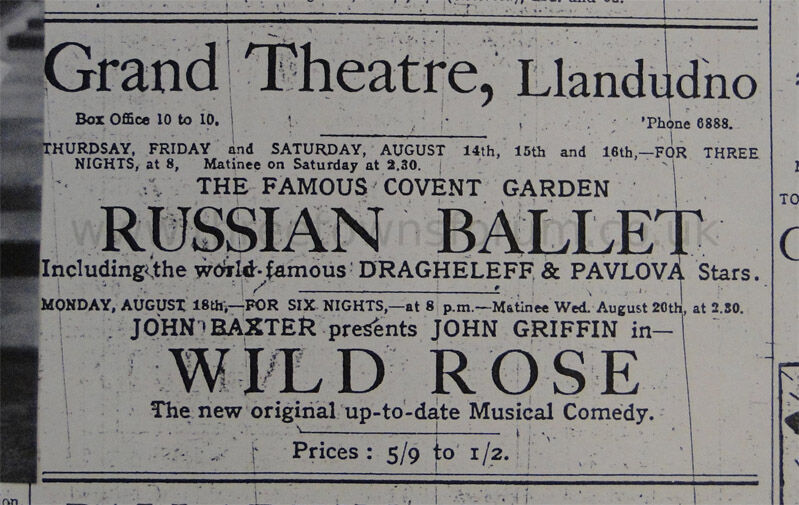 Grand Theatre, Llandudno
Box Office 10 to 10. 'Phone 6888.
THURDSAY, FRIDAY and SATURDAY, AUGUST 14th, 15th and 16th,—FOR THREE
NIGHTS, at 8, Matinee on Saturday at 2.30.
THE FAMOUS COVENT GARDEN
RUSSIAN BALLET
Including the world-famous DRAGHELEFF & PAVLOVA Stars.
MONDAY, AUGUST 18th,—FOR SIX NIGHTS,—at 8 p.m.—Matinee Wed. August 20th, at 2.30.
JOHN BAXTER presents JOHN GRIFFIN in—
WILD ROSE
The new original up-to-date Musical Comedy.
Prices : 5/9 to 1/2.